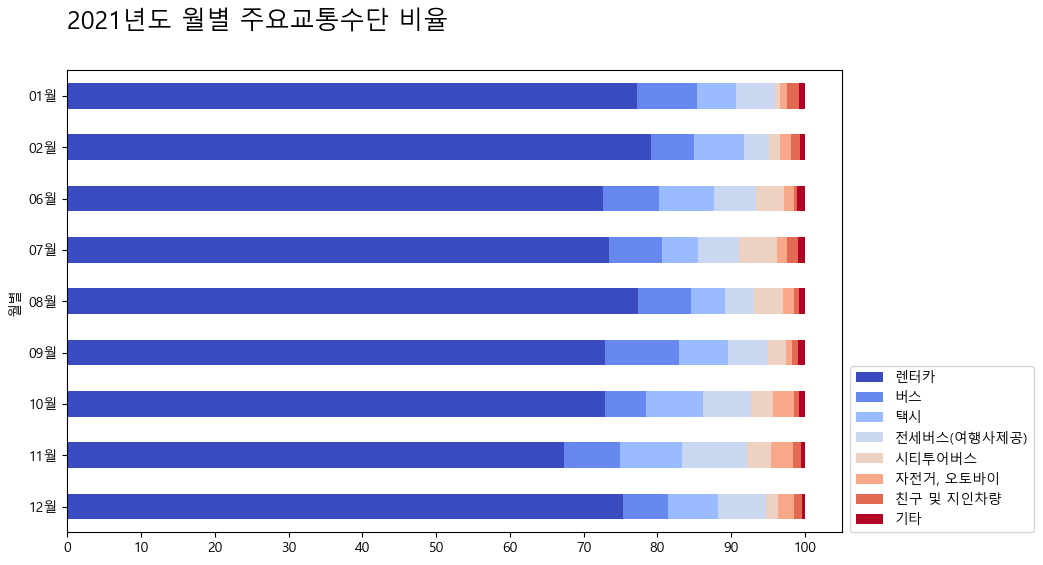 2021년도 월별 주요교통수단 비율
01월
02월
06월
07월
08월
09월
10월
11월
12월
월별
0 10 20 30 40 50 60 70 80 90 100
렌터카
버스
택시
전세버스(여행사제공)
시티투어버스
자전거, 오토바이
친구 및 지인차량
기타